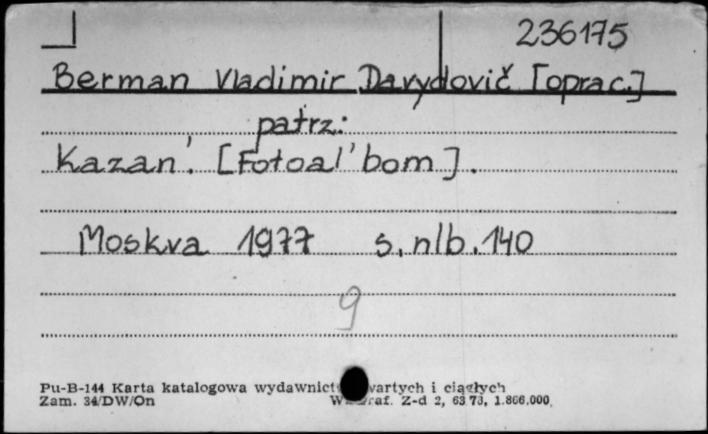 236175
Berman Vladimir Davydovič [oprac.]
patrz:
Kazan'. [Fotoal'bom].
Moskva 1977 s. nlb. 140
9
Pu-B-144 Karta katalogowa wydawnict wartych i ciągłych
Zam. 34/DW/On raf. Z-d 2, 63 73, 1.866.000.